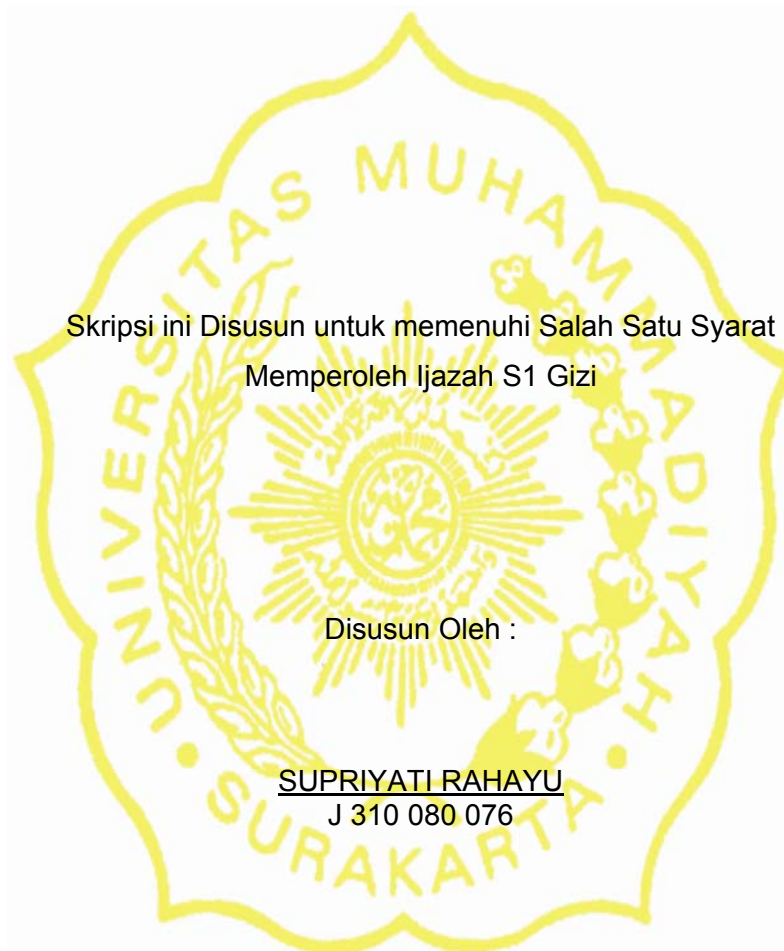 UNIVERSITAS MUHAMMADIYAH
Skripsi ini Disusun untuk memenuhi Salah Satu Syarat
Memperoleh Ijazah S1 Gizi
Disusun Oleh :
SUPRIYATI RAHAYU
J 310 080 076
SURAKARTA